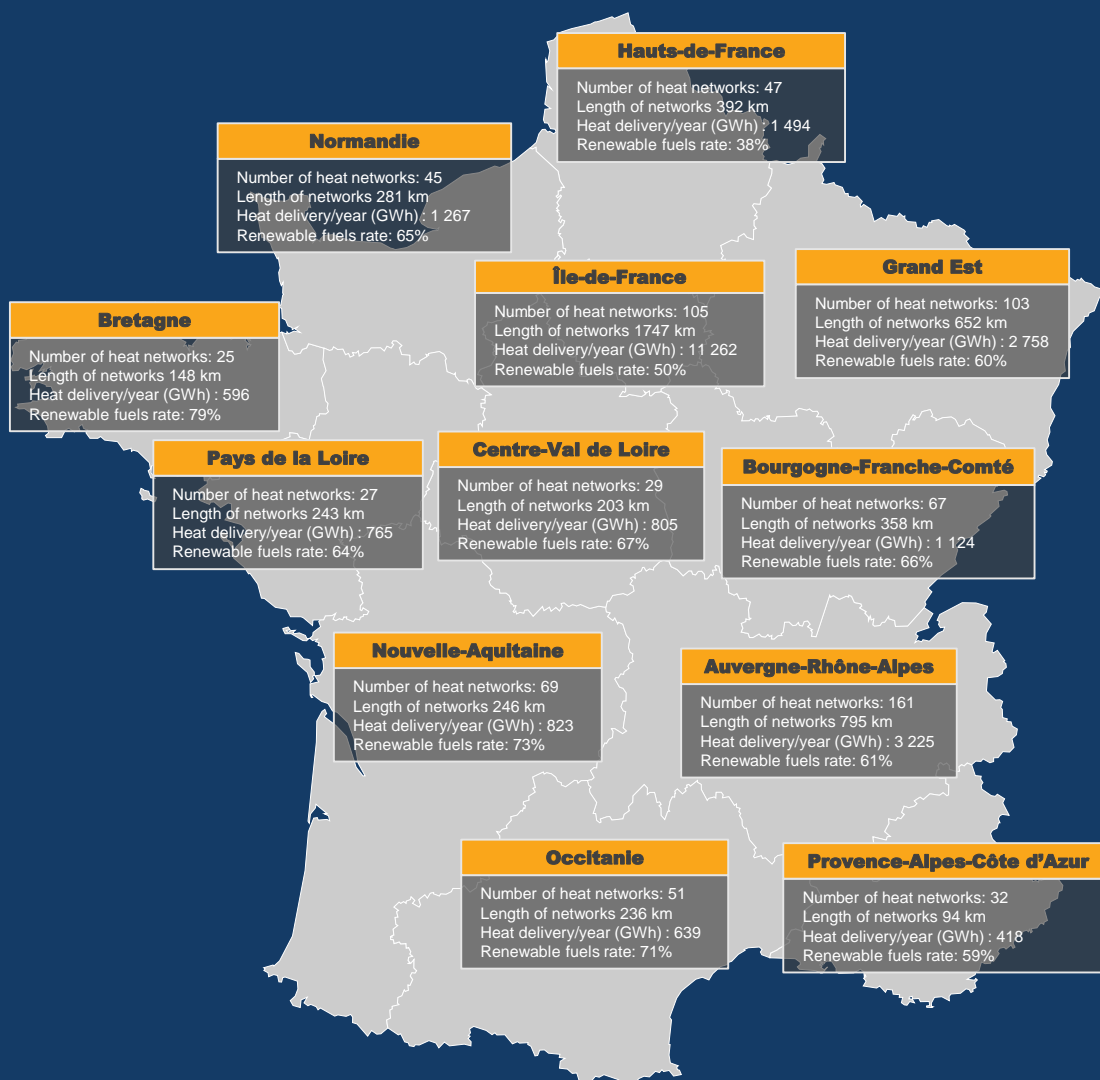 Hauts-de-France
Number of heat networks: 47
Length of networks 392 km
Heat delivery/year (GWh) : 1 494
Renewable fuels rate: 38%
Normandie
Number of heat networks: 45
Length of networks 281 km
Heat delivery/year (GWh) : 1 267
Renewable fuels rate: 65%
Île-de-France
Number of heat networks: 105
Length of networks 1747 km
Heat delivery/year (GWh) : 11 262
Renewable fuels rate: 50%
Grand Est
Number of heat networks: 103
Length of networks 652 km
Heat delivery/year (GWh) : 2 758
Renewable fuels rate: 60%
Bretagne
Number of heat networks: 25
Length of networks 148 km
Heat delivery/year (GWh) : 596
Renewable fuels rate: 79%
Pays de la Loire
Number of heat networks: 27
Length of networks 243 km
Heat delivery/year (GWh) : 765
Renewable fuels rate: 64%
Centre-Val de Loire
Number of heat networks: 29
Length of networks 203 km
Heat delivery/year (GWh) : 805
Renewable fuels rate: 67%
Bourgogne-Franche-Comté
Number of heat networks: 67
Length of networks 358 km
Heat delivery/year (GWh) : 1 124
Renewable fuels rate: 66%
Nouvelle-Aquitaine
Number of heat networks: 69
Length of networks 246 km
Heat delivery/year (GWh) : 823
Renewable fuels rate: 73%
Auvergne-Rhône-Alpes
Number of heat networks: 161
Length of networks 795 km
Heat delivery/year (GWh) : 3 225
Renewable fuels rate: 61%
Occitanie
Number of heat networks: 51
Length of networks 236 km
Heat delivery/year (GWh) : 639
Renewable fuels rate: 71%
Provence-Alpes-Côte d’Azur
Number of heat networks: 32
Length of networks 94 km
Heat delivery/year (GWh) : 418
Renewable fuels rate: 59%